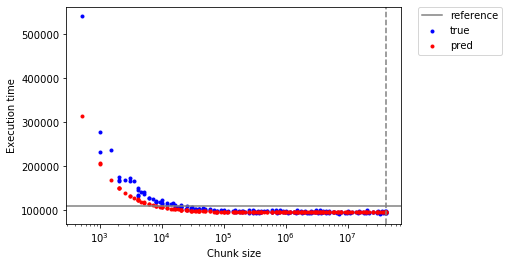 500000
400000
300000
200000
100000
Execution time
10³
10⁴
10⁵
10⁶
10⁷
Chunk size
reference
true
pred